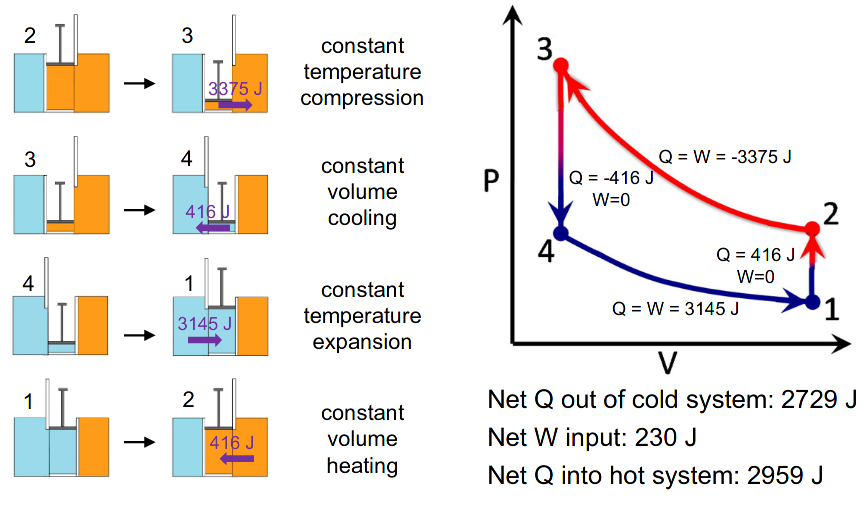 2
3
3375 J
constant
temperature
compression
3
4
416 J
constant
volume
cooling
4
1
3145 J
constant
temperature
expansion
1
2
416 J
constant
volume
heating
P
3
Q = W = -3375 J
Q = -416 J
W=0
2
4
Q = 416 J
W=0
Q = W = 3145 J
1
V
Net Q out of cold system: 2729 J
Net W input: 230 J
Net Q into hot system: 2959 J